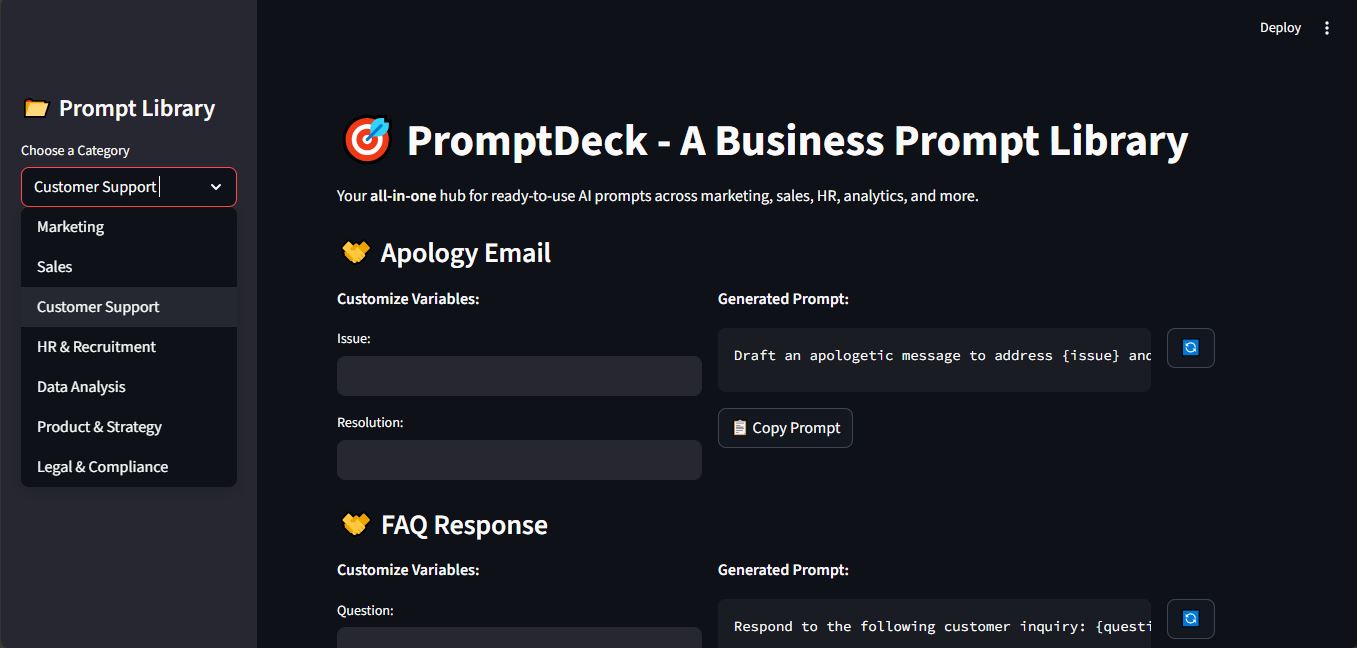 Deploy
Prompt Library
Choose a Category
Customer Support
Marketing
Sales
Customer Support
HR & Recruitment
Data Analysis
Product & Strategy
Legal & Compliance
PromptDeck - A Business Prompt Library
Your all-in-one hub for ready-to-use AI prompts across marketing, sales, HR, analytics, and more.
Apology Email
Customize Variables:
Issue:
Resolution:
Generated Prompt:
Draft an apologetic message to address {issue} and
Copy Prompt
FAQ Response
Customize Variables:
Question:
Generated Prompt:
Respond to the following customer inquiry: {questi